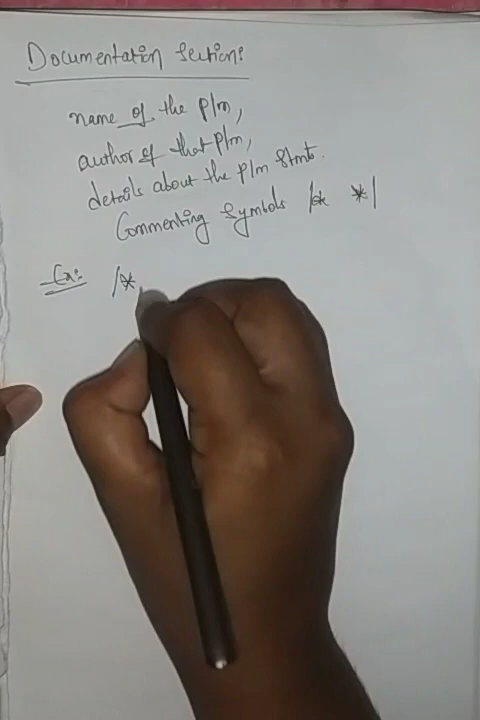 Documentation Section:
name of the p/m,
author of that p/m,
details about the p/m stmts.
Commenting Symbols /* */
Ex: /*